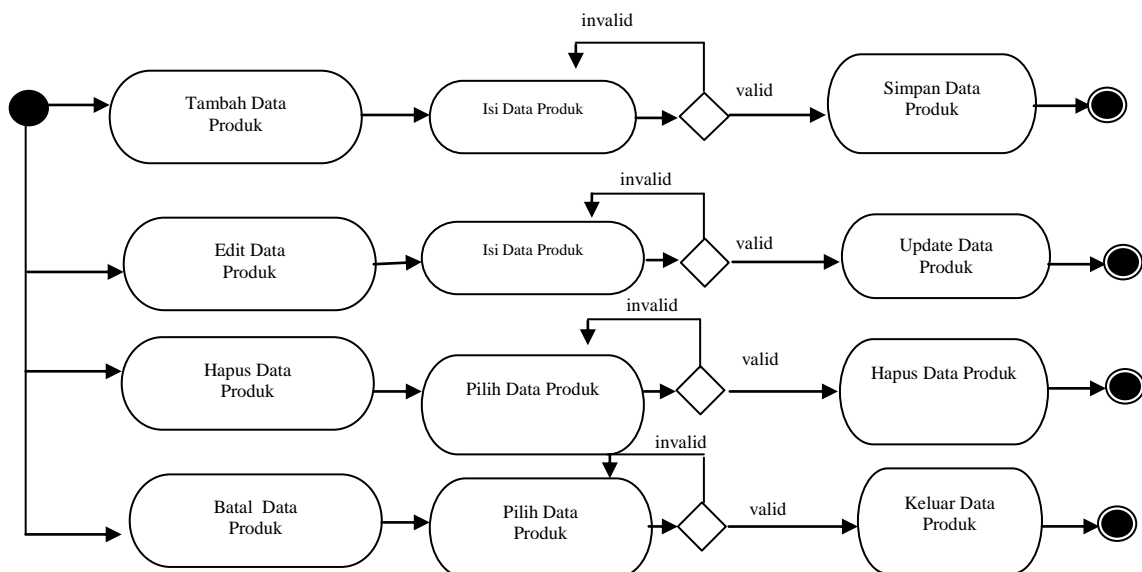 invalid
Tambah Data
Produk
Isi Data Produk
valid
Simpan Data
Produk
invalid
Edit Data
Produk
Isi Data Produk
valid
Update Data
Produk
invalid
Hapus Data
Produk
Pilih Data Produk
valid
Hapus Data Produk
invalid
Batal Data
Produk
Pilih Data
Produk
valid
Keluar Data
Produk